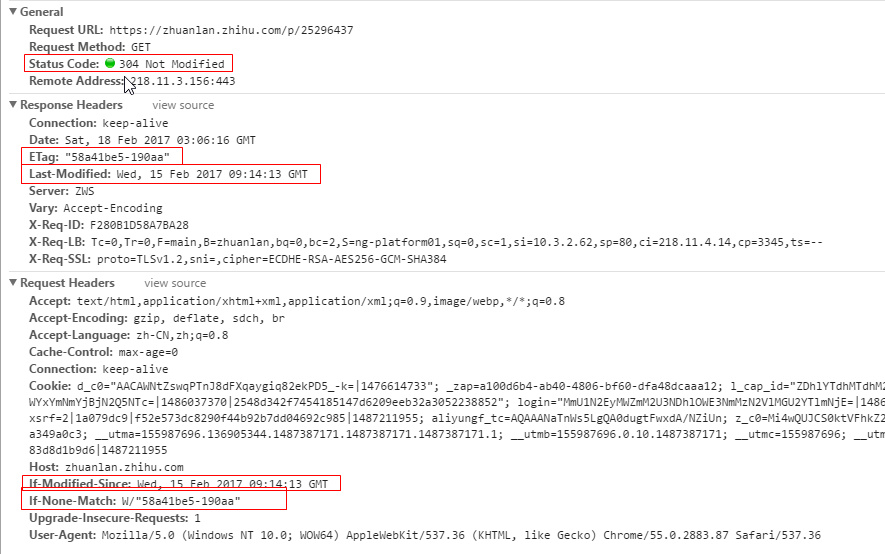 General
Request URL: https://zhuanlan.zhihu.com/p/25296437
Request Method: GET
Status Code: 304 Not Modified
Remote Address: 218.11.3.156:443
Response Headers view source
Connection: keep-alive
Date: Sat, 18 Feb 2017 03:06:16 GMT
ETag: "58a41be5-190aa"
Last-Modified: Wed, 15 Feb 2017 09:14:13 GMT
Server: ZWS
Vary: Accept-Encoding
X-Req-ID: F280B1D58A7BA28
X-Req-LB: Tc=0,Tr=0,F=main,B=zhuanlan,bq=0,bc=2,S=ng-platform01,sq=0,sc=1,si=10.3.2.62,sp=80,ci=218.11.4.14,cp=3345,ts=--
X-Req-SSL: proto=TLSv1.2,sni=,cipher=ECDHE-RSA-AES256-GCM-SHA384
Request Headers view source
Accept: text/html,application/xhtml+xml,application/xml;q=0.9,image/webp,*/*;q=0.8
Accept-Encoding: gzip, deflate, sdch, br
Accept-Language: zh-CN,zh;q=0.8
Cache-Control: max-age=0
Connection: keep-alive
Cookie: d_c0="AACAWNtZswqPTnJ8dFXqaygiq82ekPD5_-k=|1476614733"; _zap=a100d6b4-ab40-4806-bf60-dfa48dcaaa12; l_cap_id="ZDhlYTdhMTdhM2
WYxYmNmYjBjN2Q5NTc=|1486037370|2548d342f7454185147d6209eeb32a3052238852"; login="MmU1N2EyMWZmM2U3NDhlOWE3NmMzN2VlMGU2YTlmNjE=|1486
xsrf=2|1a079dc9|f52e573dc8290f44b92b7dd04692c985|1487211955; aliyungf_tc=AQAAANaTnWs5LgQA0dugtFwxdA/NZiUn; z_c0=Mi4wQUJCS0ktVFhkZ2
a349a0c3; __utma=155987696.136905344.1487387171.1487387171.1487387171.1; __utmb=155987696.0.10.1487387171; __utmc=155987696; __utm
83d8d1b9d6|1487211955
Host: zhuanlan.zhihu.com
If-Modified-Since: Wed, 15 Feb 2017 09:14:13 GMT
If-None-Match: W/"58a41be5-190aa"
Upgrade-Insecure-Requests: 1
User-Agent: Mozilla/5.0 (Windows NT 10.0; WOW64) AppleWebKit/537.36 (KHTML, like Gecko) Chrome/55.0.2883.87 Safari/537.36